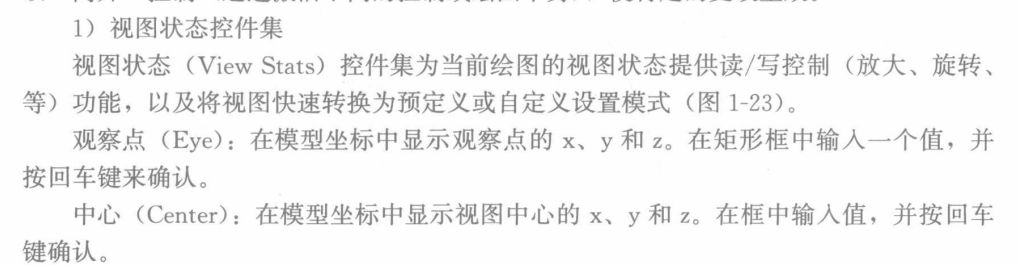 1）视图状态控件集
视图状态（View Stats）控件集为当前绘图的视图状态提供读/写控制（放大、旋转、
等）功能，以及将视图快速转换为预定义或自定义设置模式（图 1-23）。
观察点（Eye）：在模型坐标中显示观察点的 x、y 和 z。在矩形框中输入一个值，并
按回车键来确认。
中心（Center）：在模型坐标中显示视图中心的 x、y 和 z。在框中输入值，并按回车
键确认。